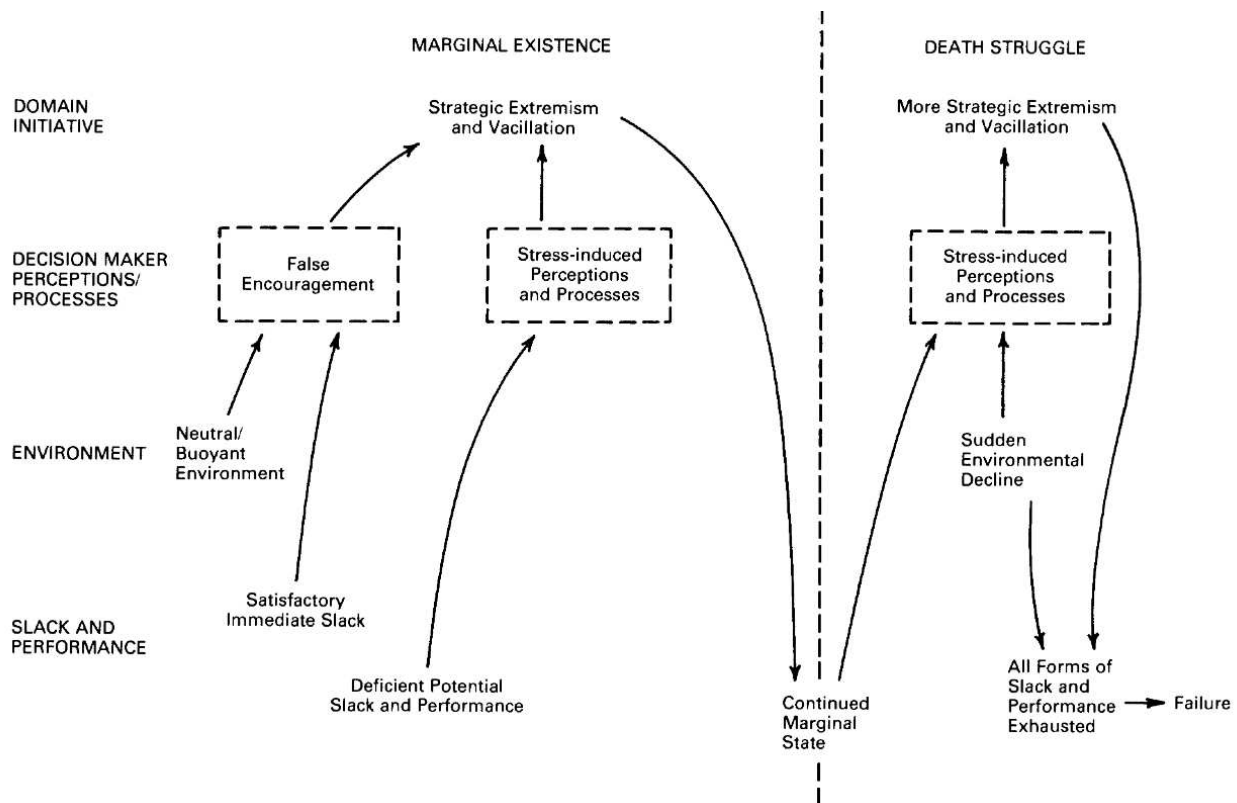 MARGINAL EXISTENCE
DEATH STRUGGLE
DOMAIN
INITIATIVE
Strategic Extremism
and Vacillation
More Strategic Extremism
and Vacillation
DECISION MAKER
PERCEPTIONS/
PROCESSES
False
Encouragement
Stress-induced
Perceptions
and Processes
Stress-induced
Perceptions
and Processes
ENVIRONMENT
Neutral/
Buoyant
Environment
Sudden
Environmental
Decline
SLACK AND
PERFORMANCE
Satisfactory
Immediate Slack
Deficient Potential
Slack and Performance
Continued
Marginal
State
All Forms of
Slack and
Performance
Exhausted
Failure